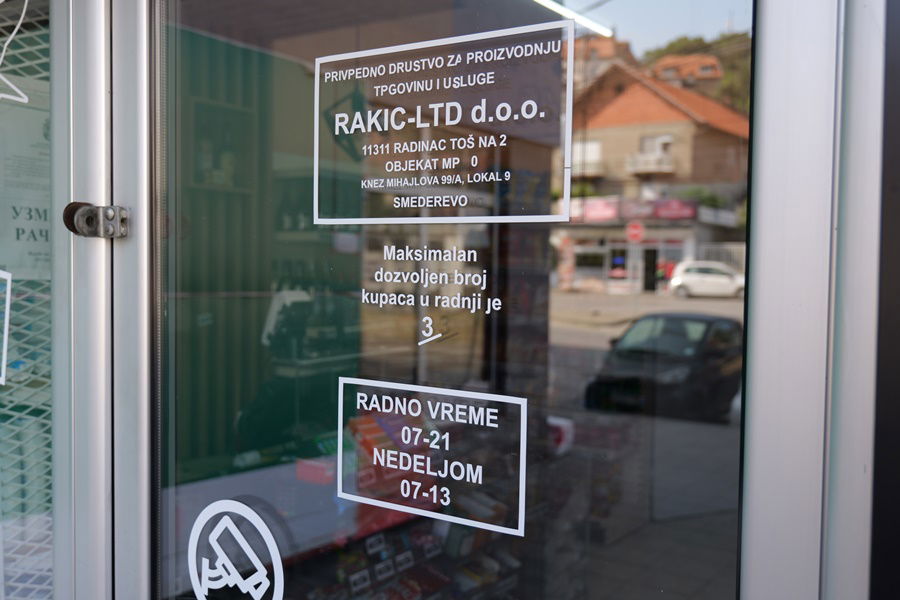 УЗМ
РАЧ
PRIVPEDNO DRUSTVO ZA PROIZVODNJU
TPGOVINU I USLUGE
RAKIC-LTD d.o.o.
11311 RADINAC TOŠ NA 2
OBJEKAT MP 0
KNEZ MIHAJLOVA 99/A, LOKAL 9
SMEDEREVO
Maksimalan
dozvoljen broj
kupaca u radnji je
3
RADNO VREME
07-21
NEDELJOM
07-13